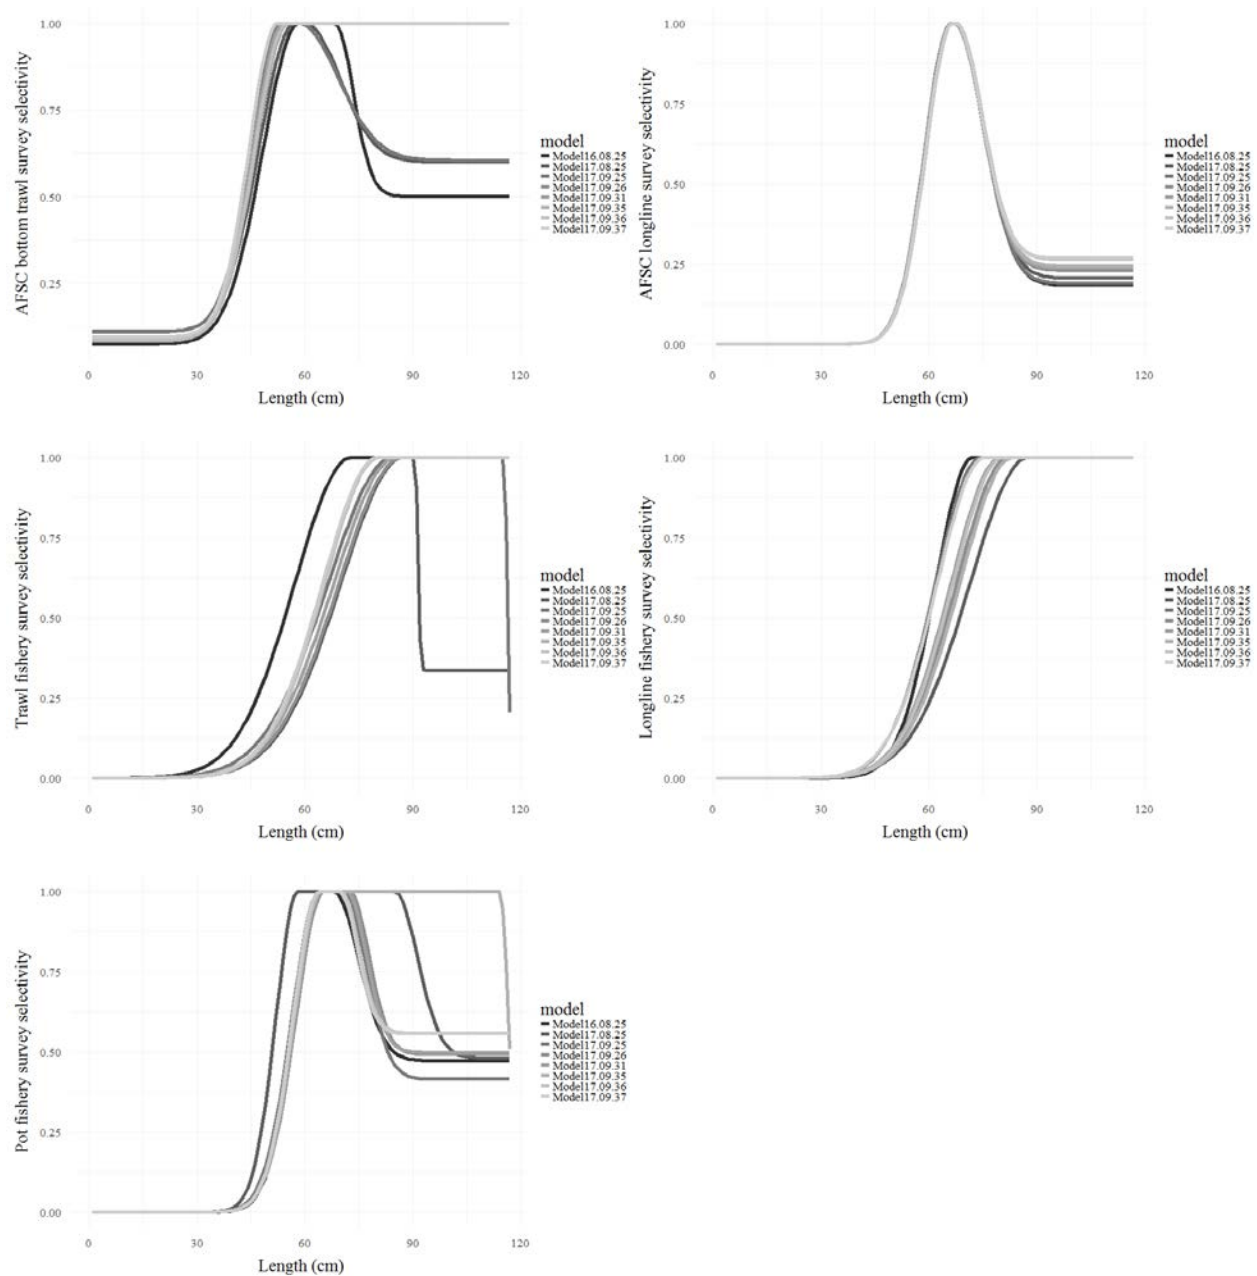 AFSC bottom trawl survey selectivity
1.00
0.75
0.50
0.25
0
30
60
90
120
Length (cm)
model
Model16.08.25
Model17.08.25
Model17.09.25
Model17.09.26
Model17.09.31
Model17.09.35
Model17.09.36
Model17.09.37
AFSC longline survey selectivity
1.00
0.75
0.50
0.25
0.00
0
30
60
90
120
Length (cm)
model
Model16.08.25
Model17.08.25
Model17.09.25
Model17.09.26
Model17.09.31
Model17.09.35
Model17.09.36
Model17.09.37
Trawl fishery survey selectivity
1.00
0.75
0.50
0.25
0.00
0
30
60
90
120
Length (cm)
model
Model16.08.25
Model17.08.25
Model17.09.25
Model17.09.26
Model17.09.31
Model17.09.35
Model17.09.36
Model17.09.37
Longline fishery survey selectivity
1.00
0.75
0.50
0.25
0.00
0
30
60
90
120
Length (cm)
model
Model16.08.25
Model17.08.25
Model17.09.25
Model17.09.26
Model17.09.31
Model17.09.35
Model17.09.36
Model17.09.37
Pot fishery survey selectivity
1.00
0.75
0.50
0.25
0.00
0
30
60
90
120
Length (cm)
model
Model16.08.25
Model17.08.25
Model17.09.25
Model17.09.26
Model17.09.31
Model17.09.35
Model17.09.36
Model17.09.37